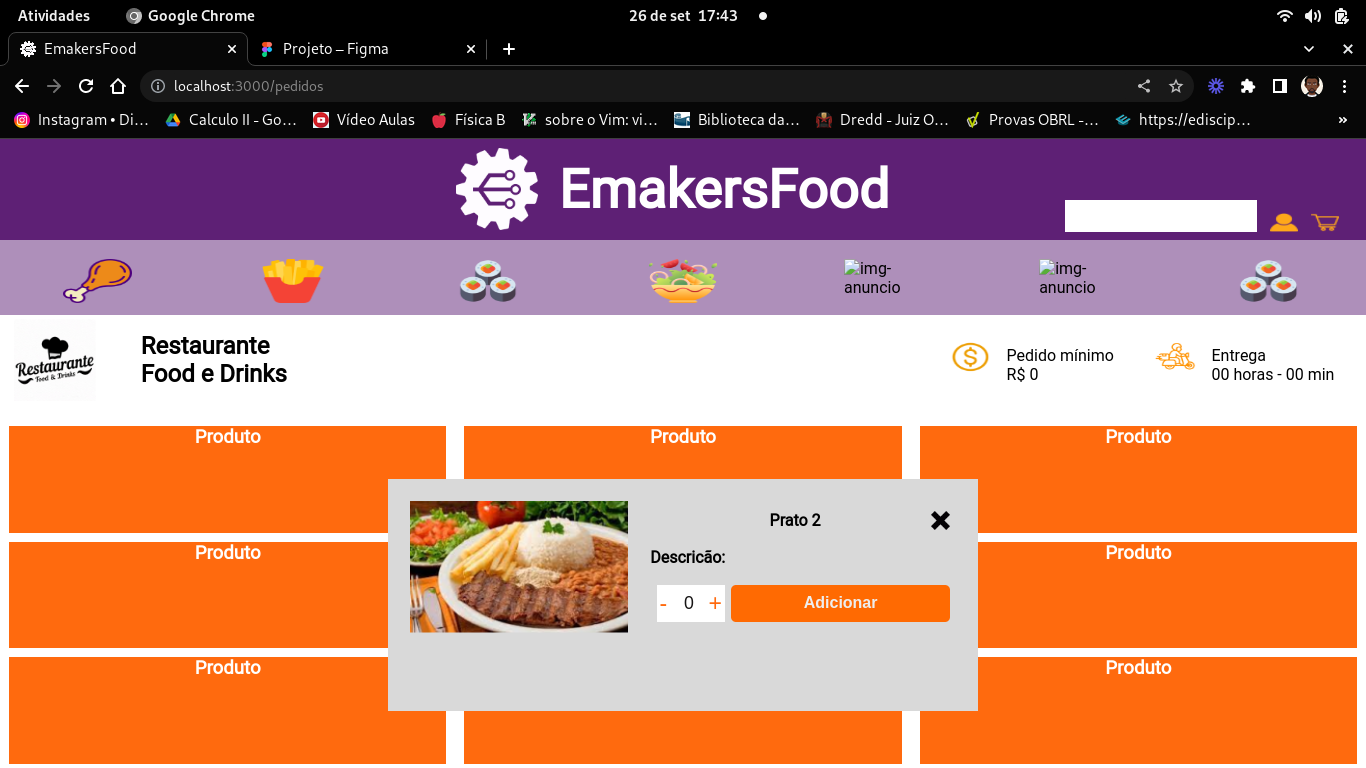 Atividades
Google Chrome
26 de set 17:43
EmakersFood
Projeto – Figma
localhost:3000/pedidos
Instagram • Di…
Calculo II - Go…
Vídeo Aulas
Física B
sobre o Vim: vi…
Biblioteca da…
Dredd - Juiz O…
Provas OBRL -…
https://ediscip…
»
EmakersFood
img-
anuncio
img-
anuncio
Restaurante
Food & Drinks
Restaurante
Food e Drinks
Pedido mínimo
R$ 0
Entrega
00 horas - 00 min
Produto
Produto
Produto
Prato 2
Produto
Produto
Descricão:
- 0 +
Adicionar
Produto
Produto